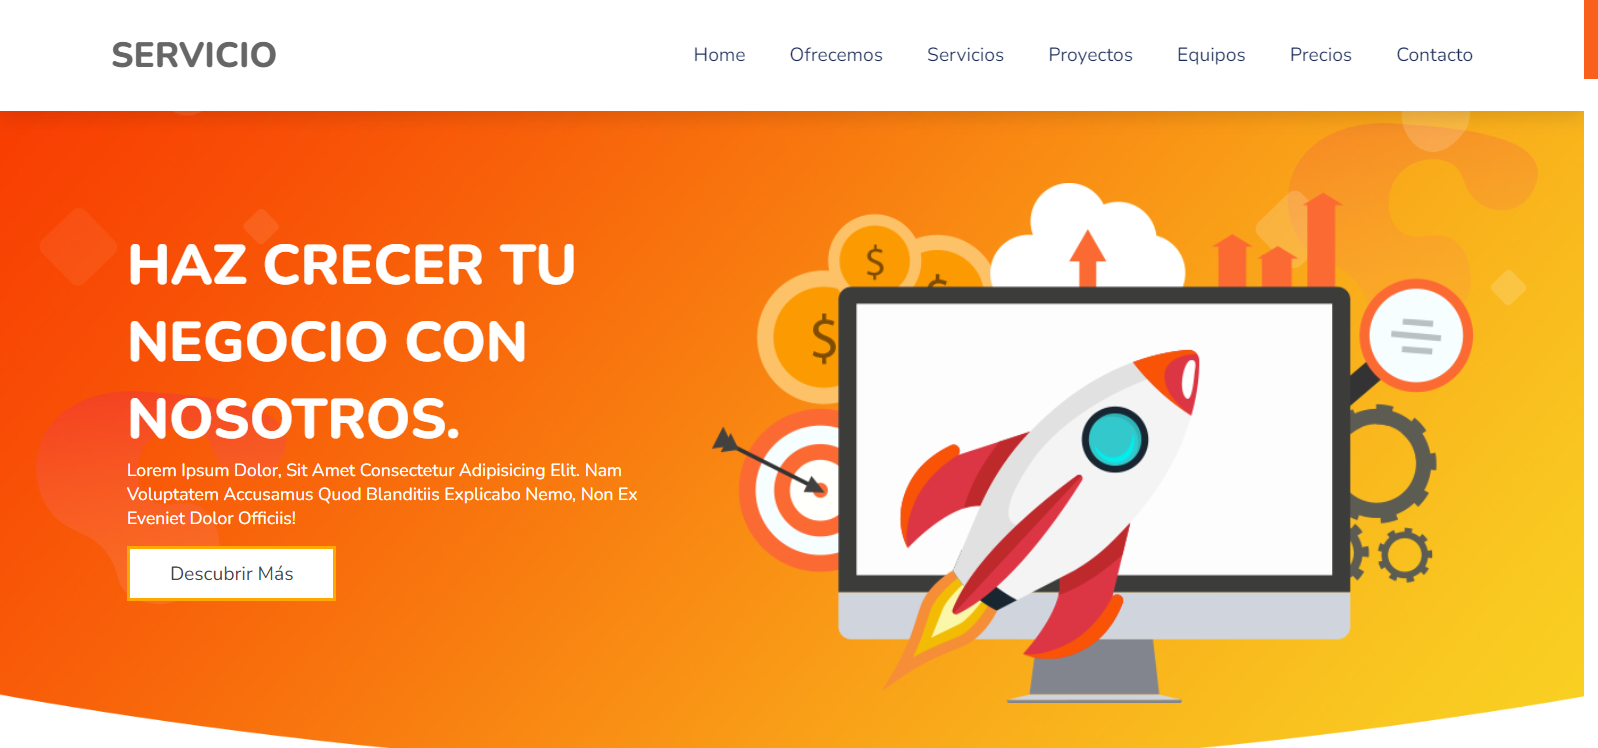 SERVICIO
Home Ofrecemos Servicios Proyectos Equipos Precios Contacto
HAZ CRECER TU
NEGOCIO CON
NOSOTROS.
Lorem Ipsum Dolor, Sit Amet Consectetur Adipisicing Elit. Nam
Voluptatem Accusamus Quod Blanditiis Explicabo Nemo, Non Ex
Eveniet Dolor Officiis!
Descubrir Más
$
$
$